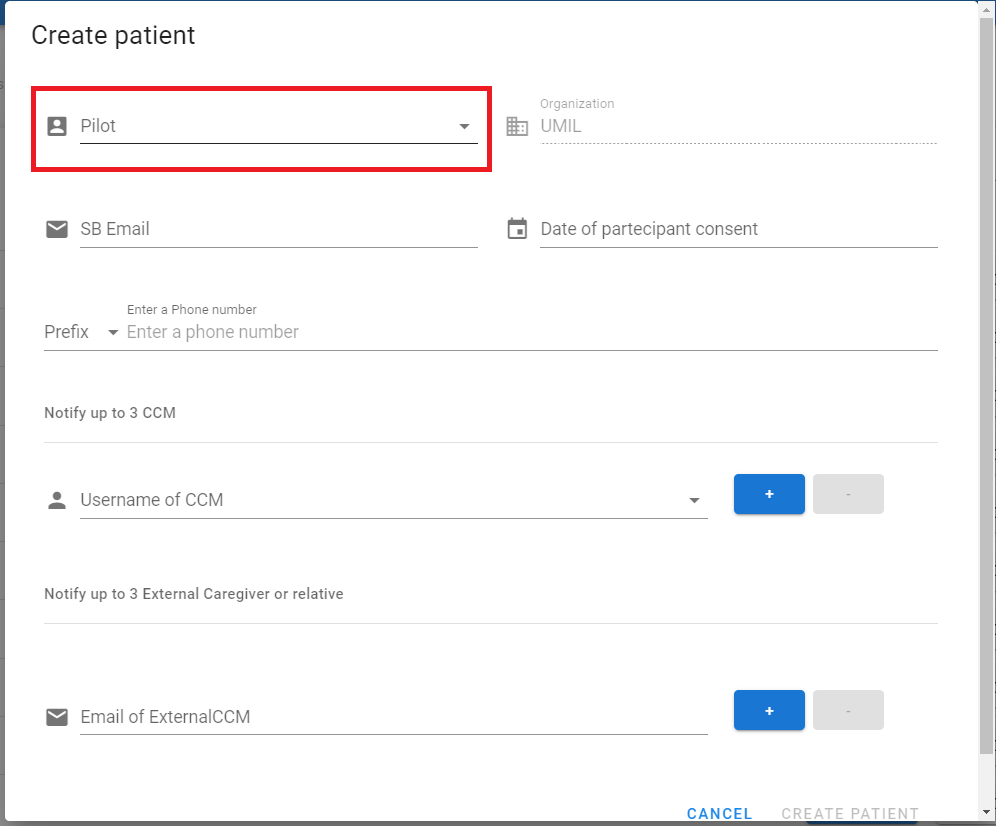 Create patient
Pilot
Organization
UMIL
SB Email
Date of partecipant consent
Enter a Phone number
Prefix
Enter a phone number
Notify up to 3 CCM
Username of CCM
+
-
Notify up to 3 External Caregiver or relative
Email of ExternalCCM
+
-
CANCEL
CREATE PATIENT